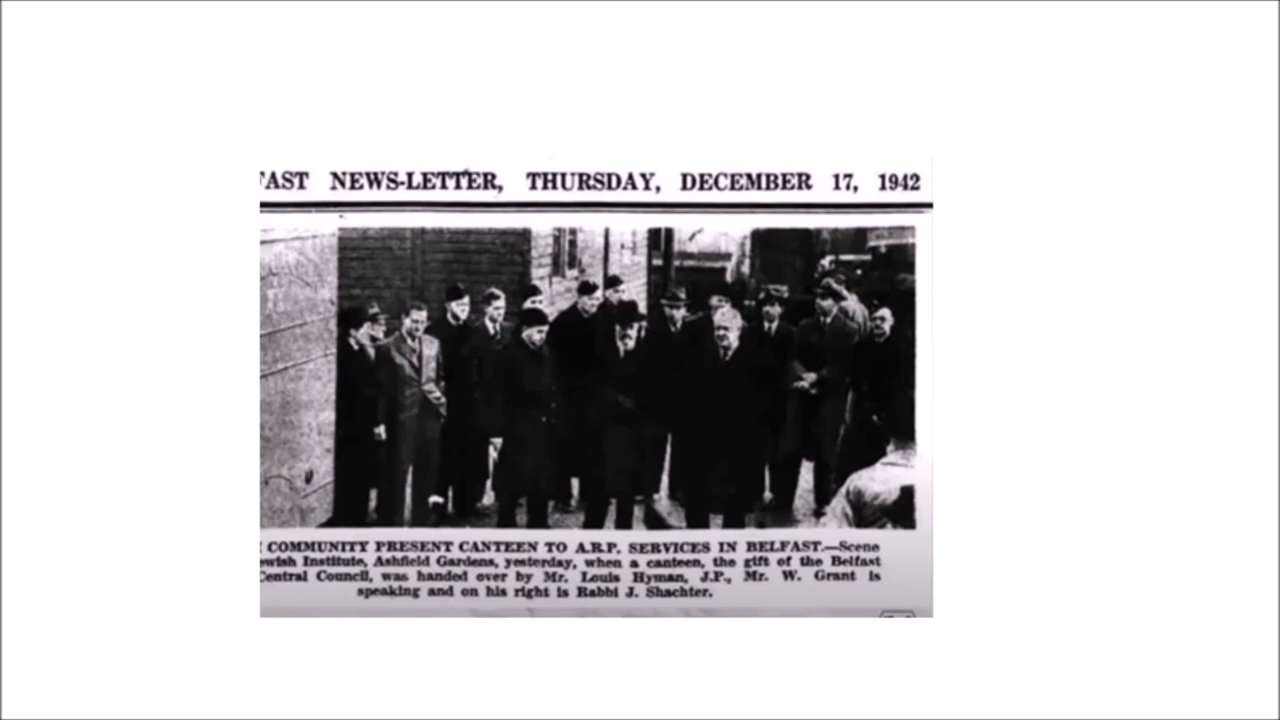 FAST NEWS-LETTER, THURSDAY, DECEMBER 17, 1942
COMMUNITY PRESENT CANTEEN TO A.R.P. SERVICES IN BELFAST.—Scene
ewish Institute, Ashfield Gardens, yesterday, when a canteen, the gift of the Belfast
Central Council, was handed over by Mr. Louis Hyman, J.P., Mr. W. Grant is
speaking and on his right is Rabbi J. Shachter.